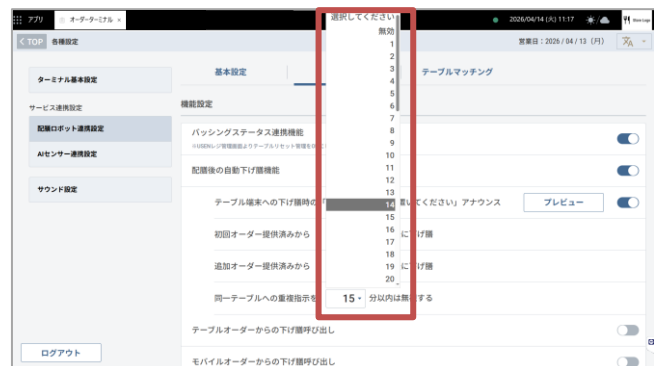 アプリ
オーダーターミナル ×
2026/04/14 (火) 11:17
< TOP 各種設定
営業日：2026 / 04 / 13 （月）
ターミナル基本設定
サービス連携設定
配膳ロボット連携設定
AIセンサー連携設定
サウンド設定
ログアウト
基本設定
テーブルマッチング
機能設定
バッシングステータス連携機能
配膳後の自動下げ膳機能
テーブル端末への下げ膳時の「
置いてください」アナウンス
プレビュー
初回オーダー提供済みから
に下げ膳
追加オーダー提供済みから
に下げ膳
同一テーブルへの重複指示を
15
分以内は無視する
テーブルオーダーからの下げ膳呼び出し
モバイルオーダーからの下げ膳呼び出し
選択してください
無効
1
2
3
4
5
6
7
8
9
10
11
12
13
14
15
16
17
18
19
20